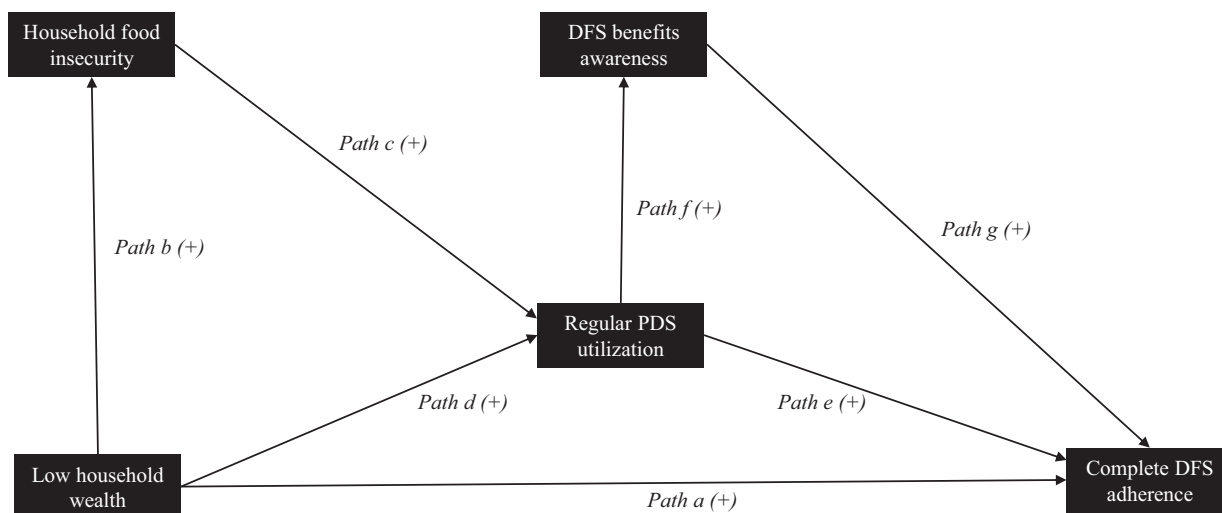 Household food
insecurity
DFS benefits
awareness
Path c (+)
Path f (+)
Path g (+)
Path b (+)
Regular PDS
utilization
Path d (+)
Path e (+)
Low household
wealth
Complete DFS
adherence
Path a (+)